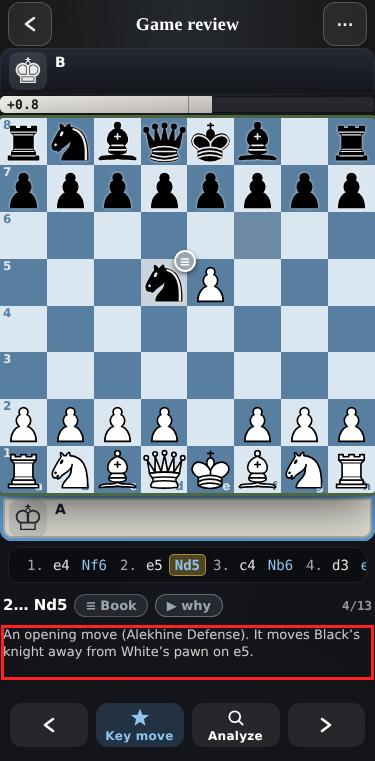 Game review
...
B
+0.8
8
7
6
5
4
3
2
1
A
1. e4 Nf6 2. e5 Nd5 3. c4 Nb6 4. d3
2... Nd5 = Book ▶ why 4/13
An opening move (Alekhine Defense). It moves Black’s
knight away from White’s pawn on e5.
Key move
Analyze